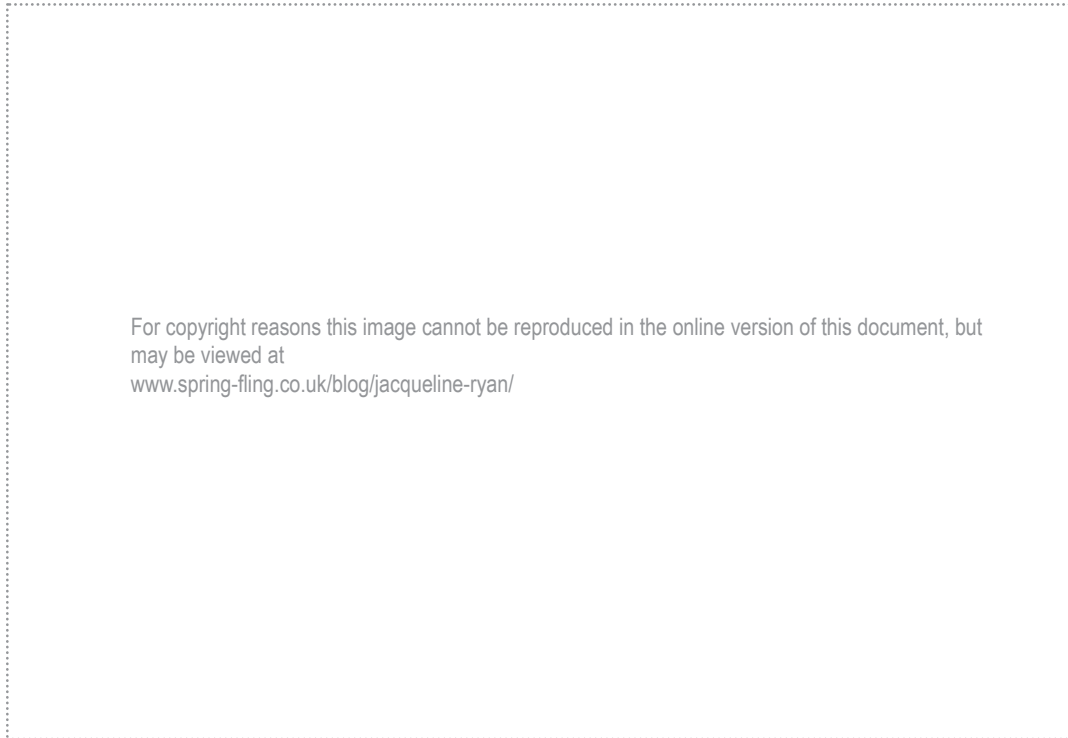 For copyright reasons this image cannot be reproduced in the online version of this document, but
may be viewed at
www.spring-fling.co.uk/blog/jacqueline-ryan/